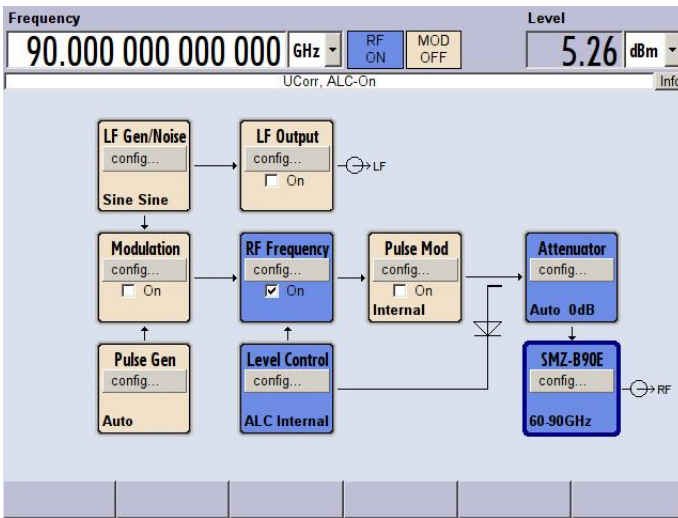 Frequency Level
90.000 000 000 000 GHz RF ON MOD OFF 5.26 dBm
UCorr, ALC-On Info
LF Gen/Noise
config...
Sine Sine
LF Output
config...
On
LF
Modulation
config...
On
RF Frequency
config...
On
Pulse Mod
config...
On
Internal
Attenuator
config...
Auto 0dB
Pulse Gen
config...
Auto
Level Control
config...
ALC Internal
SMZ-B90E
config...
60-90GHz
RF